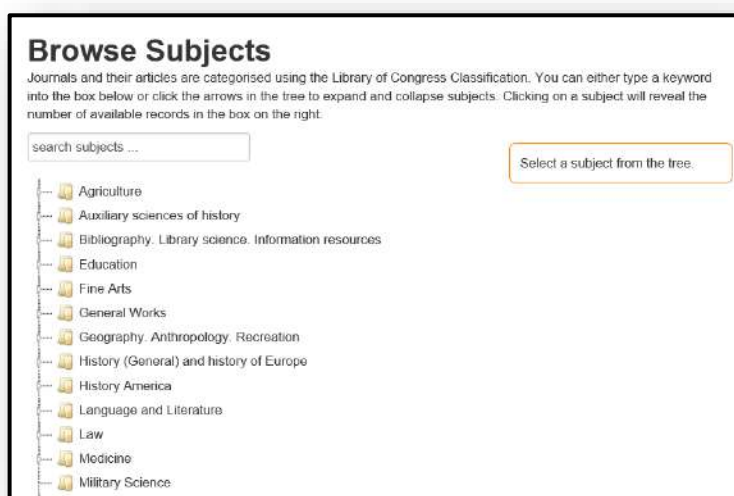 Browse Subjects
Journals and their articles are categorised using the Library of Congress Classification. You can either type a keyword
into the box below or click the arrows in the tree to expand and collapse subjects. Clicking on a subject will reveal the
number of available records in the box on the right.
search subjects ...
Select a subject from the tree.
Agriculture
Auxiliary sciences of history
Bibliography. Library science. Information resources
Education
Fine Arts
General Works
Geography. Anthropology. Recreation
History (General) and history of Europe
History America
Language and Literature
Law
Medicine
Military Science